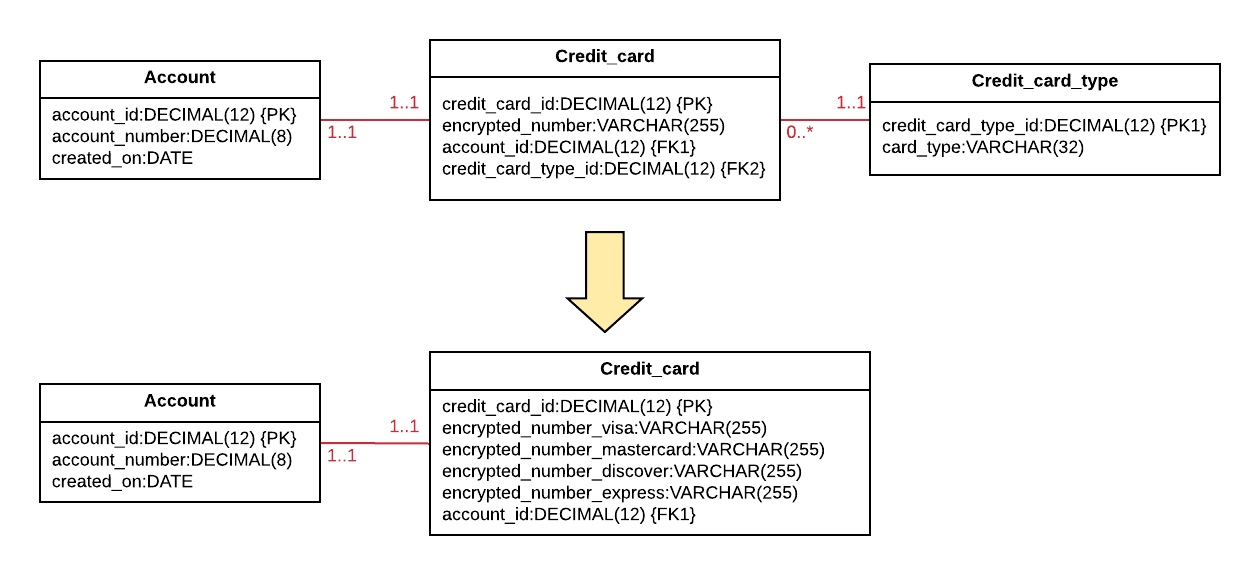 Account
account_id:DECIMAL(12) {PK}
account_number:DECIMAL(8)
created_on:DATE
1..1
1..1
Credit_card
credit_card_id:DECIMAL(12) {PK}
encrypted_number:VARCHAR(255)
account_id:DECIMAL(12) {FK1}
credit_card_type_id:DECIMAL(12) {FK2}
1..1
0..*
Credit_card_type
credit_card_type_id:DECIMAL(12) {PK1}
card_type:VARCHAR(32)
Account
account_id:DECIMAL(12) {PK}
account_number:DECIMAL(8)
created_on:DATE
1..1
1..1
Credit_card
credit_card_id:DECIMAL(12) {PK}
encrypted_number_visa:VARCHAR(255)
encrypted_number_mastercard:VARCHAR(255)
encrypted_number_discover:VARCHAR(255)
encrypted_number_express:VARCHAR(255)
account_id:DECIMAL(12) {FK1}